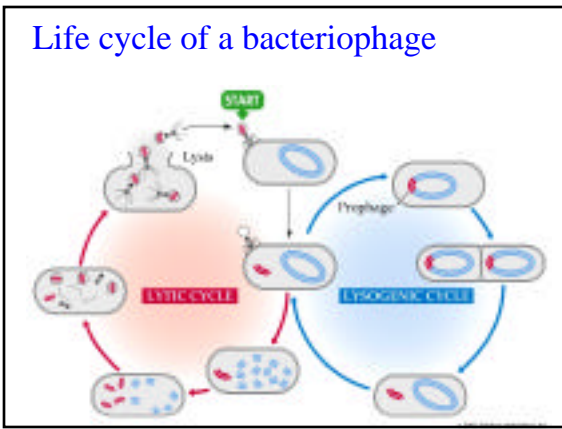 Life cycle of a bacteriophage
START
Lysis
Prophage
LYTIC CYCLE
LYSOGENIC CYCLE